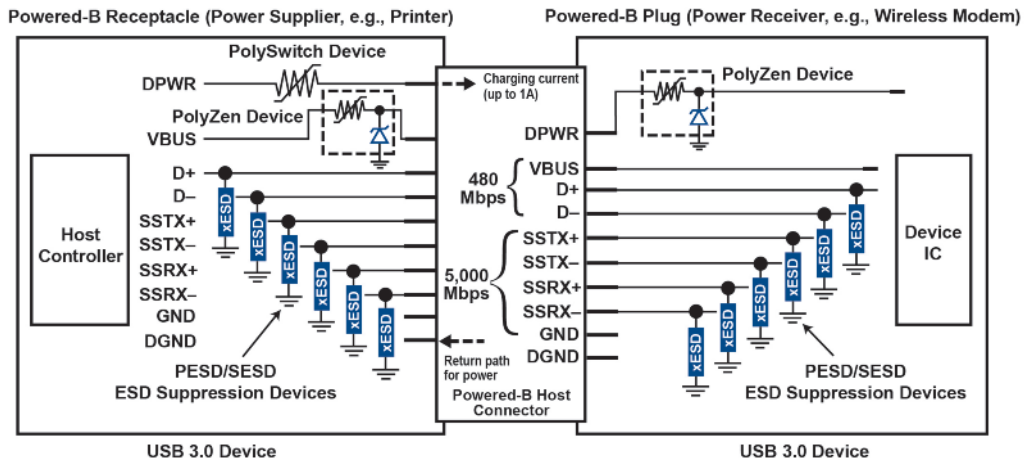 Powered-B Receptacle (Power Supplier, e.g., Printer)
Powered-B Plug (Power Receiver, e.g., Wireless Modem)
PolySwitch Device
DPWR
PolyZen Device
VBUS
D+
D–
SSTX+
SSTX–
SSRX+
SSRX–
GND
DGND
Host
Controller
xESD
xESD
xESD
xESD
xESD
xESD
PESD/SESD
ESD Suppression Devices
USB 3.0 Device
Charging current
(up to 1A)
480
Mbps
5,000
Mbps
Return path
for power
Powered-B Host
Connector
PolyZen Device
DPWR
VBUS
D+
D–
SSTX+
SSTX–
SSRX+
SSRX–
GND
DGND
xESD
xESD
xESD
xESD
xESD
xESD
Device
IC
PESD/SESD
ESD Suppression Devices
USB 3.0 Device